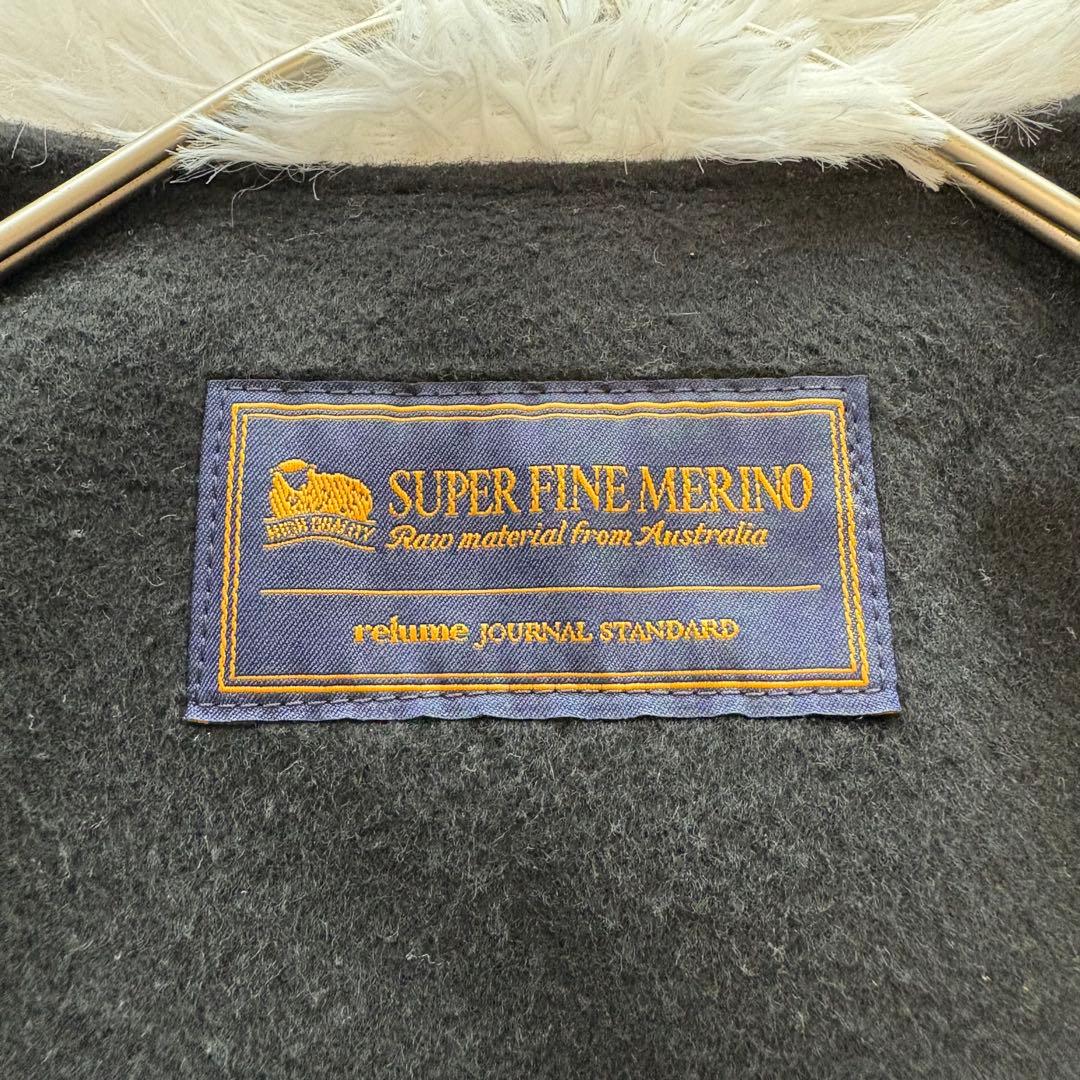 SUPER FINE MERINO
HIGH QUALITY
Raw material from Australia
relume JOURNAL STANDARD